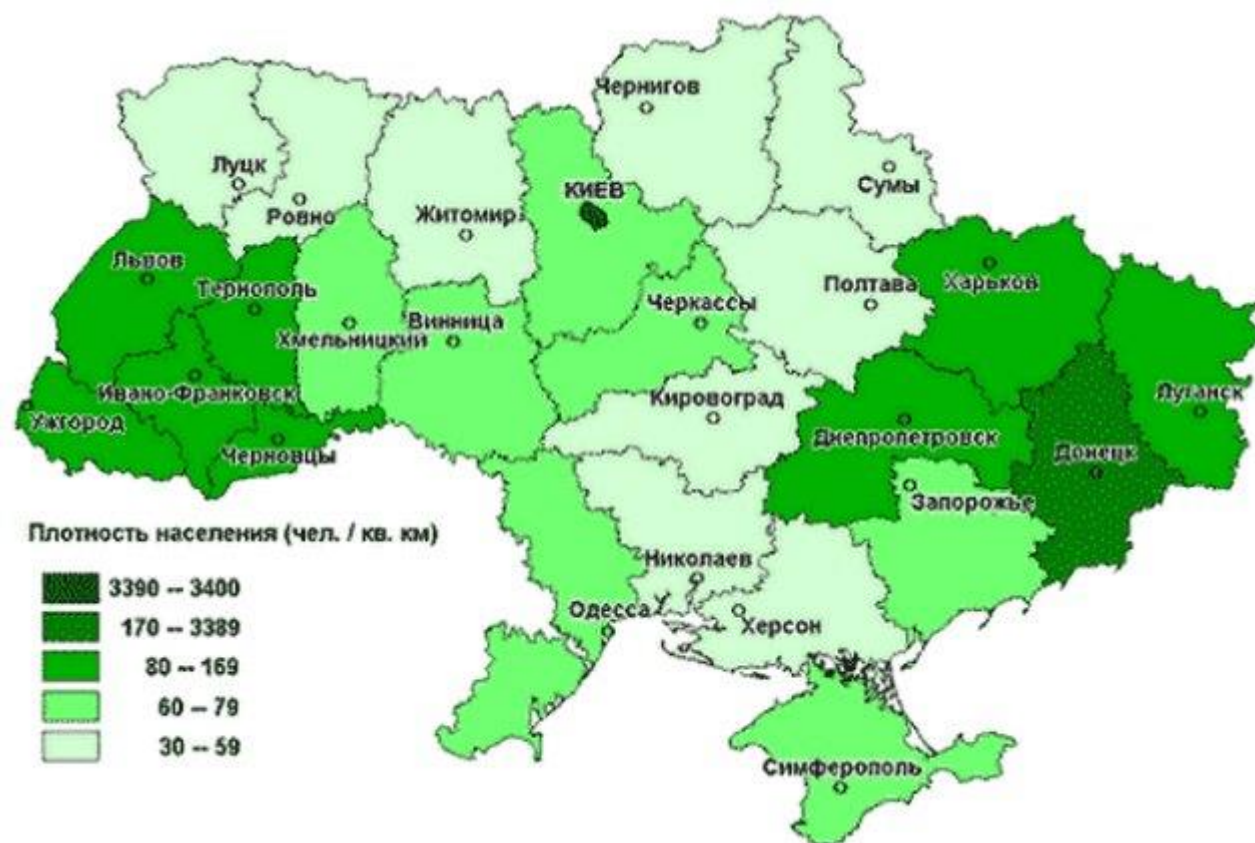 Чернигов
Луцк
Ровно
Житомир
КИЕВ
Сумы
Львов
Тернополь
Хмельницкий
Винница
Черкассы
Полтава
Харьков
Ивано-Франковск
Ужгород
Черновцы
Кировоград
Днепропетровск
Луганск
Донецк
Запорожье
Плотность населения (чел. / кв. км)
3390 -- 3400
170 -- 3389
80 -- 169
60 -- 79
30 -- 59
Николаев
Одесса
Херсон
Симферополь